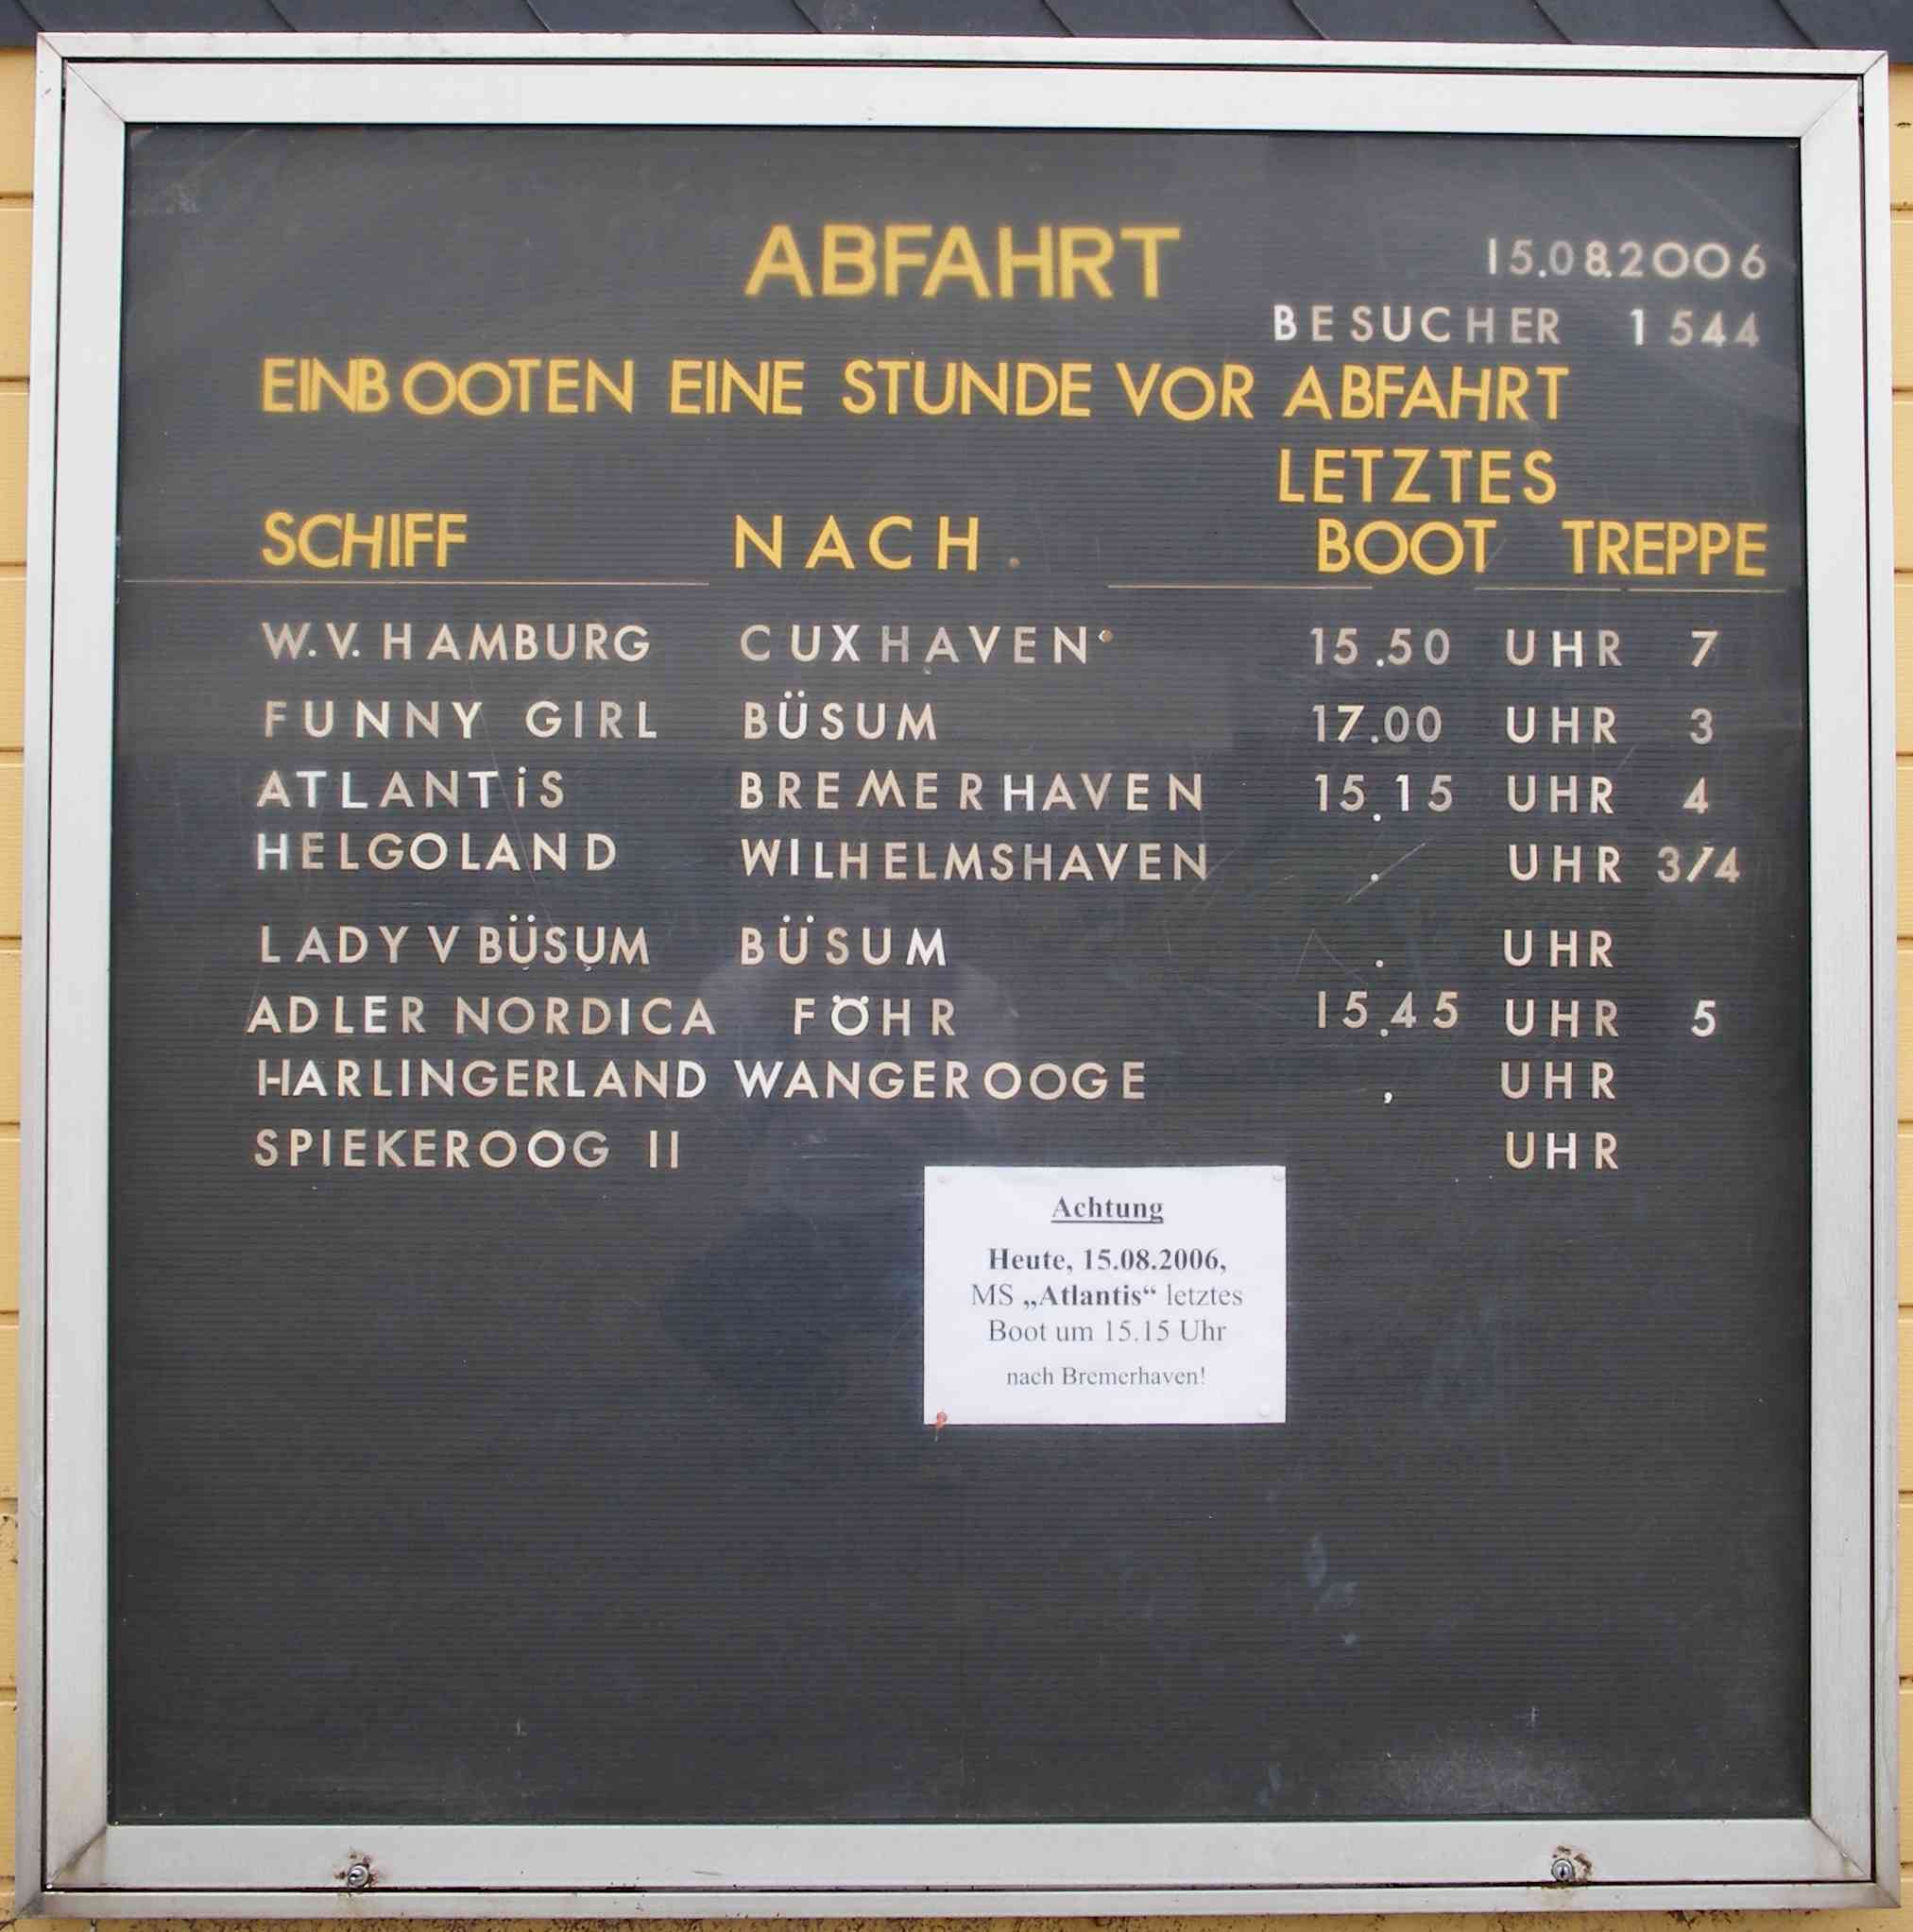 ABFAHRT 15.08.2006
BESUCHER 1544
EINBOOTEN EINE STUNDE VOR ABFAHRT
LETZTES
SCHIFF NACH. BOOT TREPPE
W.V. HAMBURG CUXHAVEN 15.50 UHR 7
FUNNY GIRL BÜSUM 17.00 UHR 3
ATLANTiS BREMERHAVEN 15.15 UHR 4
HELGOLAND WILHELMSHAVEN . UHR 3/4
LADY V BÜSUM BÜSUM . UHR
ADLER NORDICA FÖHR 15.45 UHR 5
HARLINGERLAND WANGEROOGE , UHR
SPIEKEROOG II UHR
Achtung
Heute, 15.08.2006,
MS „Atlantis“ letztes
Boot um 15.15 Uhr
nach Bremerhaven!